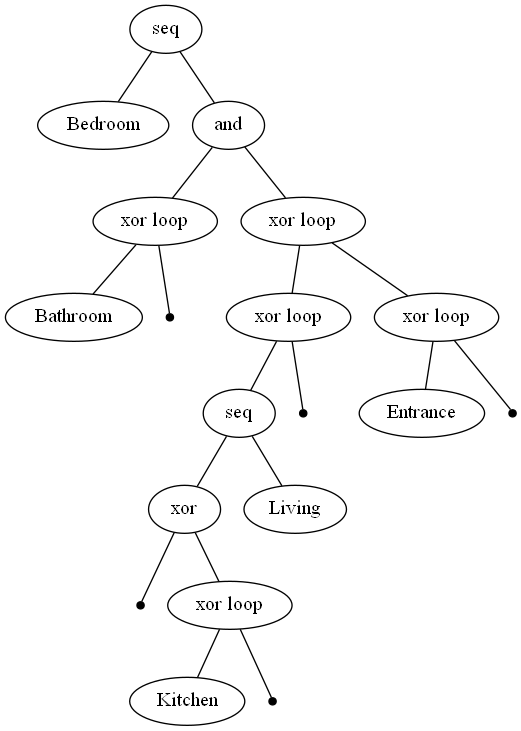 seq
Bedroom
and
xor loop
xor loop
Bathroom
xor loop
xor loop
seq
Entrance
xor
Living
xor loop
Kitchen